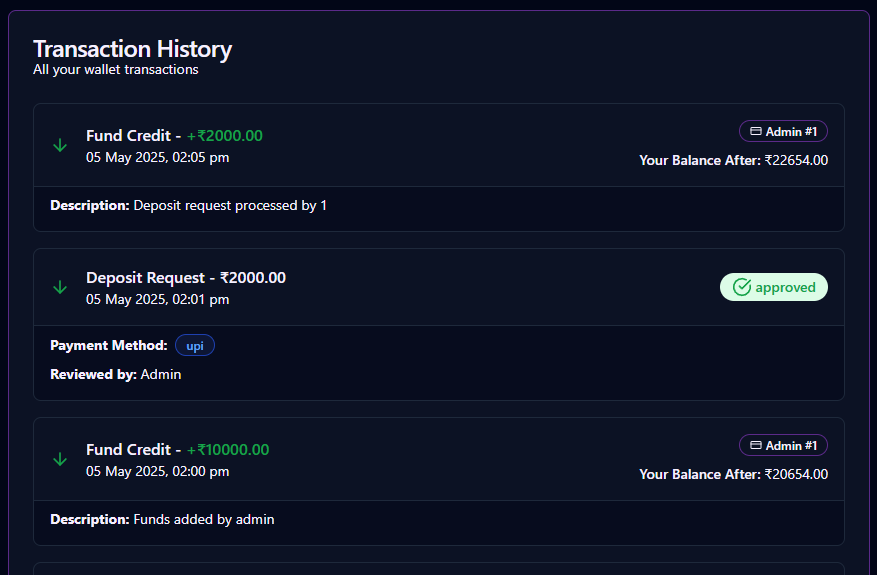 Transaction History
All your wallet transactions
Fund Credit - +₹2000.00
Admin #1
05 May 2025, 02:05 pm
Your Balance After: ₹22654.00
Description: Deposit request processed by 1
Deposit Request - ₹2000.00
05 May 2025, 02:01 pm
approved
Payment Method: upi
Reviewed by: Admin
Fund Credit - +₹10000.00
Admin #1
05 May 2025, 02:00 pm
Your Balance After: ₹20654.00
Description: Funds added by admin